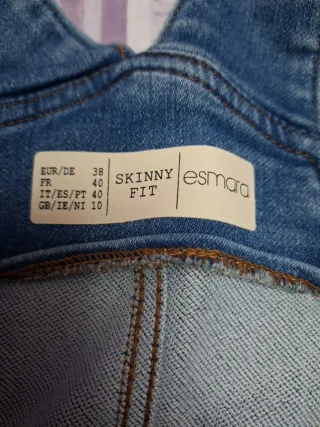 EUR/DE 38
FR 40
IT/ES/PT 40
GB/IE/NI 10
SKINNY
FIT
esmara